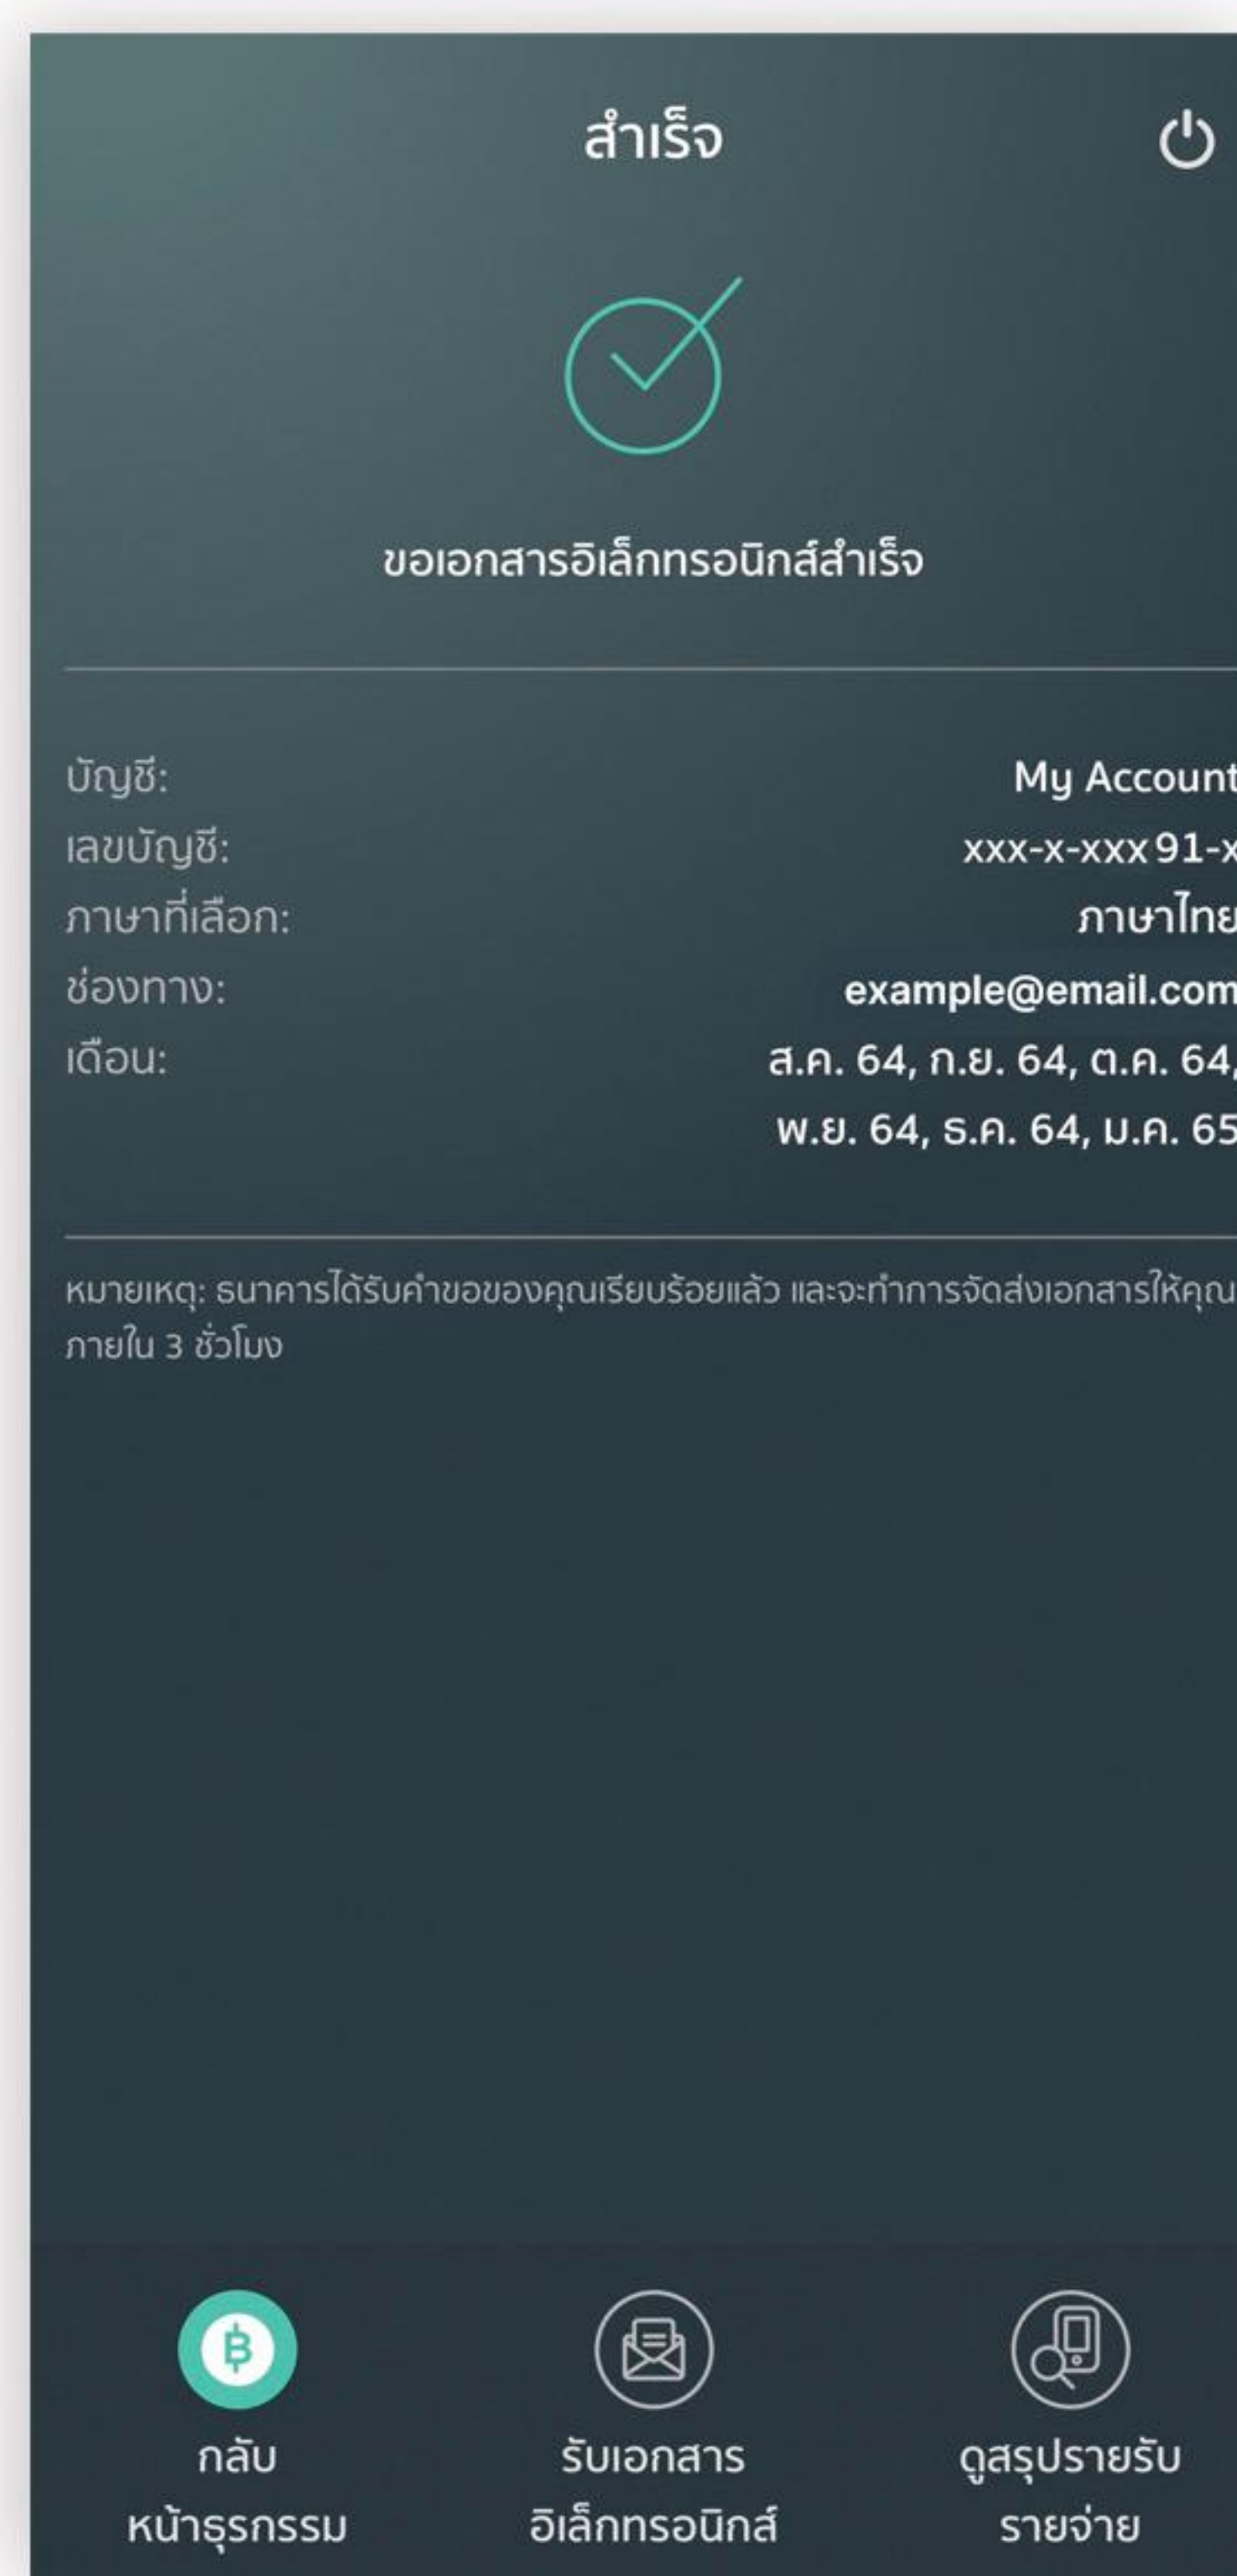 สำเร็จ
ขอเอกสารอิเล็กทรอนิกส์สำเร็จ
บัญชี: My Account
เลขบัญชี: xxx-x-xxx91-x
ภาษาที่เลือก: ภาษาไทย
ช่องทาง: example@email.com
เดือน: ส.ค. 64, ก.ย. 64, ต.ค. 64,
พ.ย. 64, ธ.ค. 64, ม.ค. 65
หมายเหตุ: ธนาคารได้รับคำขอของคุณเรียบร้อยแล้ว และจะทำการจัดส่งเอกสารให้คุณ
ภายใน 3 ชั่วโมง
กลับ
หน้าธุรกรรม
รับเอกสาร
อิเล็กทรอนิกส์
ดูสรุปรายรับ
รายจ่าย